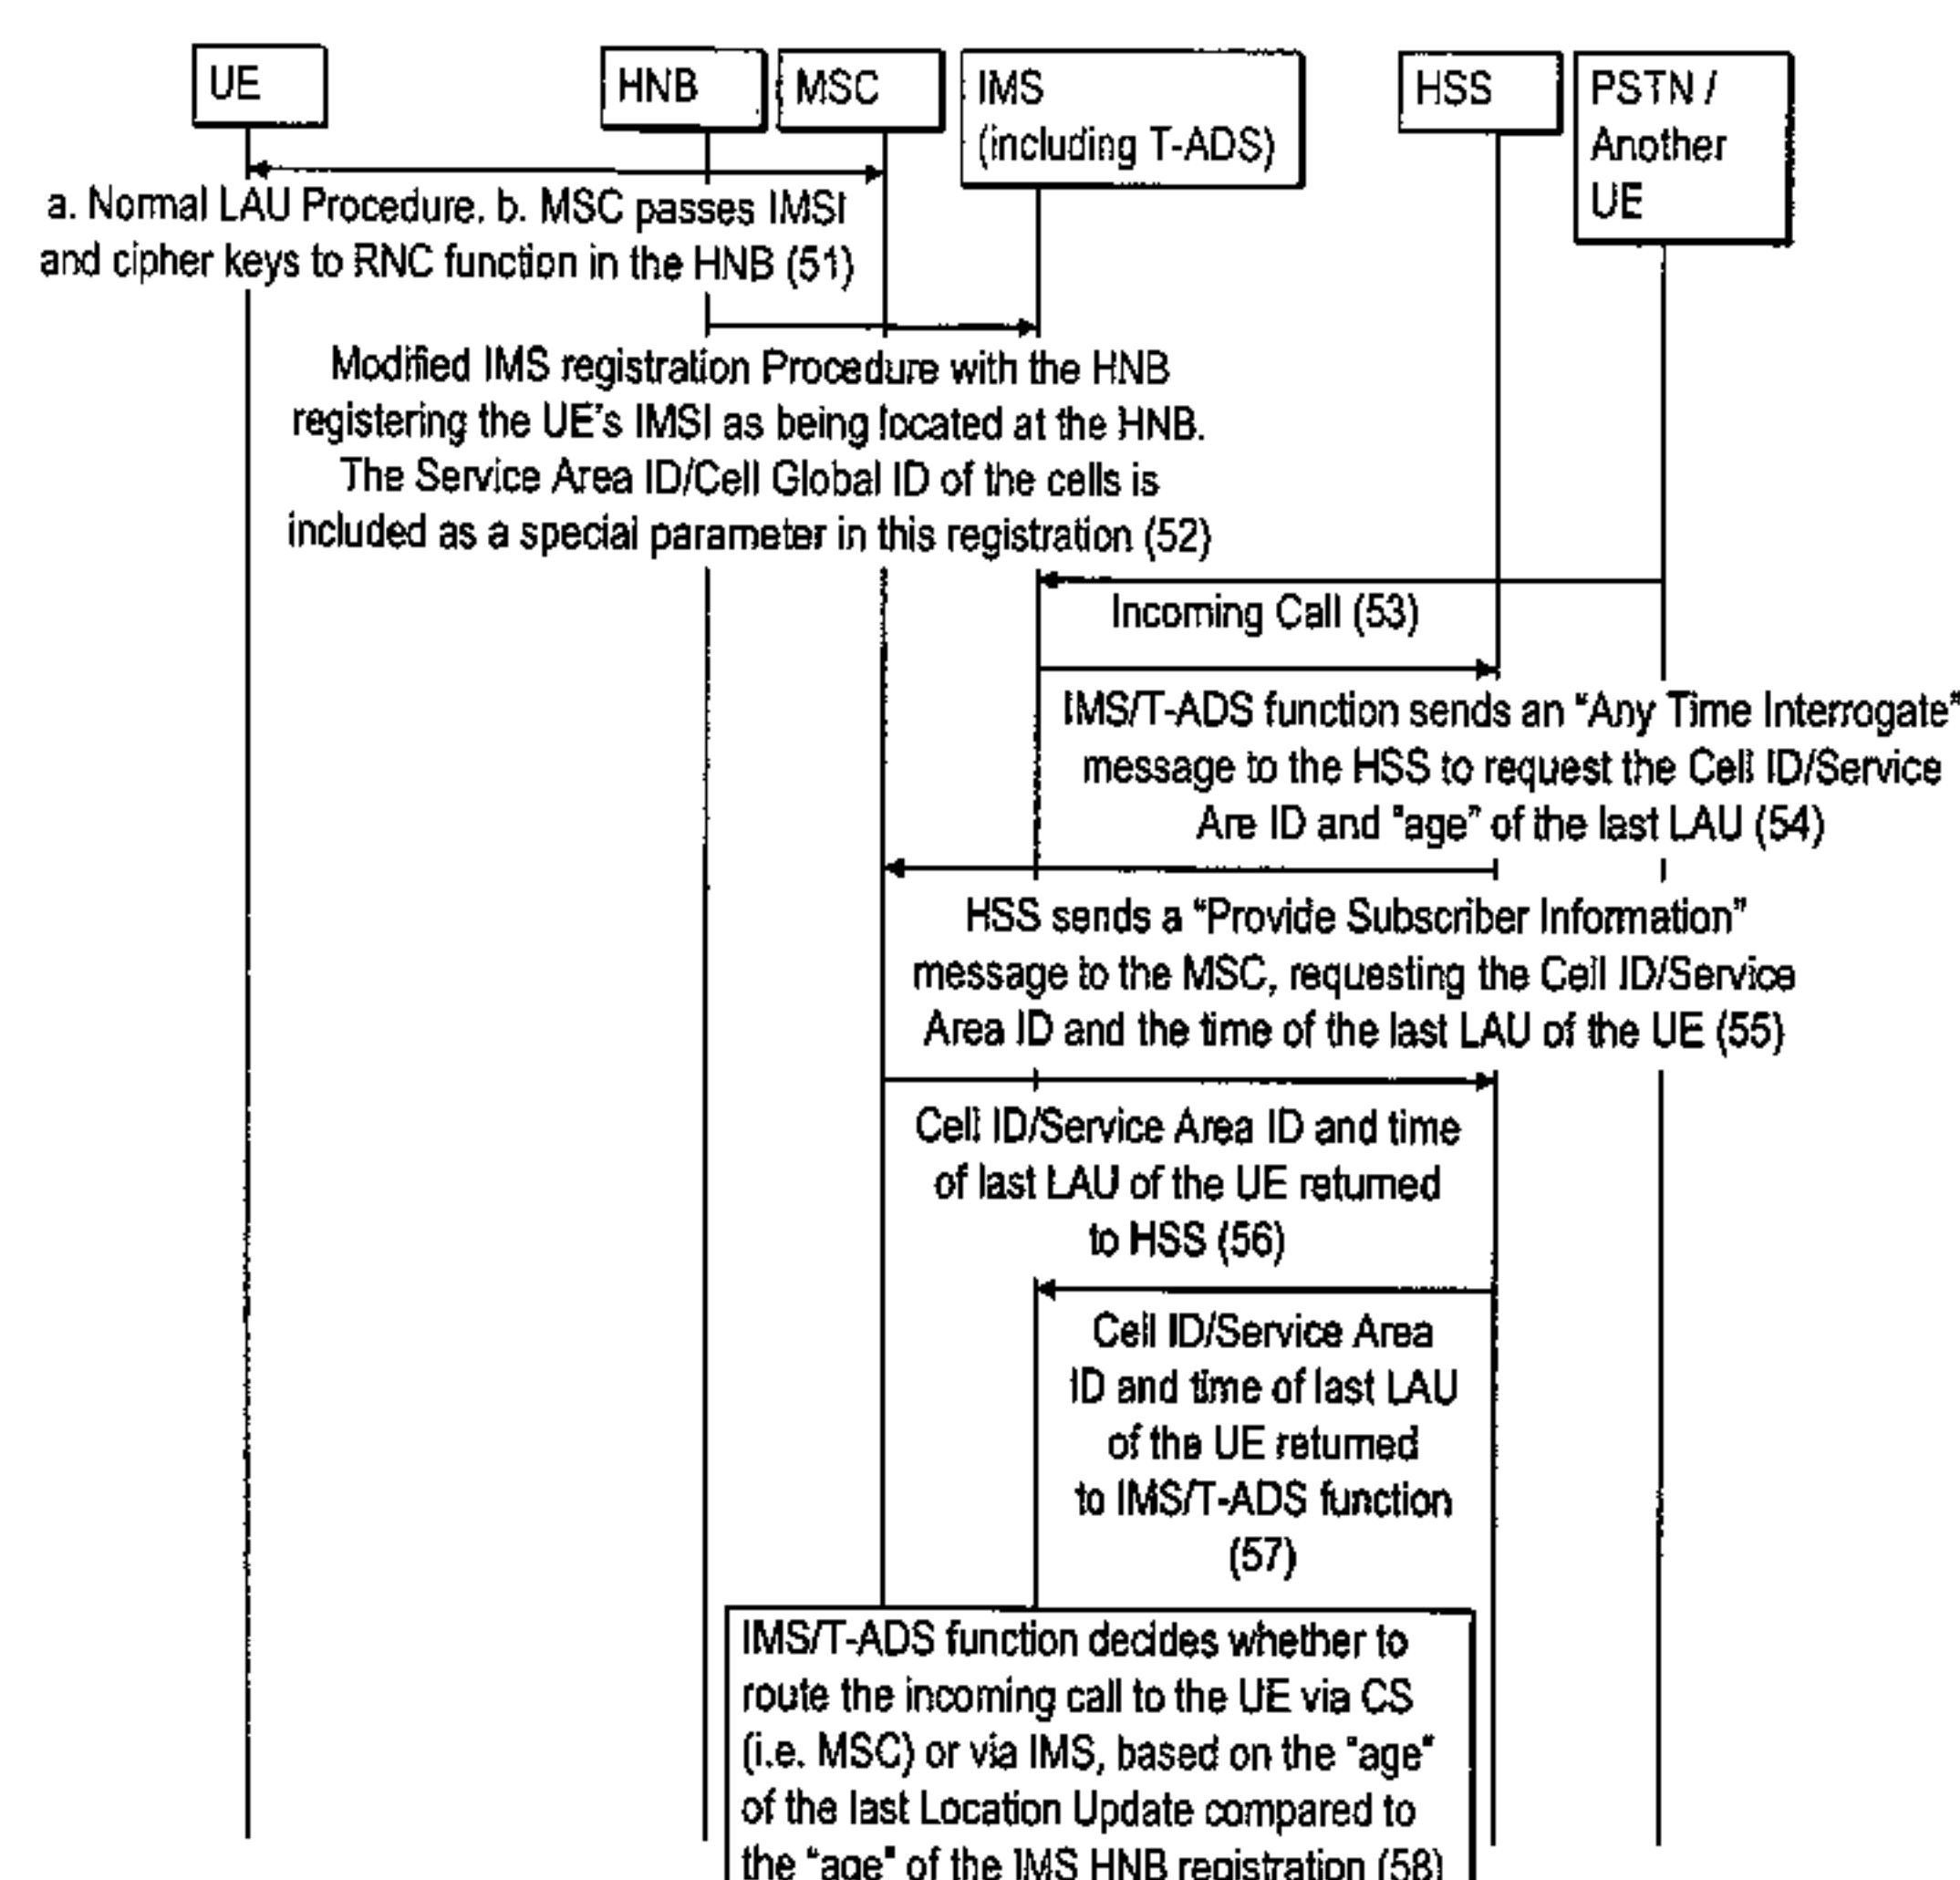 UE
HNB
MSC
IMS
(including T-ADS)
HSS
PSTN /
Another
UE
a. Normal LAU Procedure. b. MSC passes IMSI
and cipher keys to RNC function in the HNB (51)
Modified IMS registration Procedure with the HNB
registering the UE's IMSI as being located at the HNB.
The Service Area ID/Cell Global ID of the cells is
included as a special parameter in this registration (52)
Incoming Call (53)
IMS/T-ADS function sends an "Any Time Interrogate"
message to the HSS to request the Cell ID/Service
Are ID and "age" of the last LAU (54)
HSS sends a "Provide Subscriber Information"
message to the MSC, requesting the Cell ID/Service
Area ID and the time of the last LAU of the UE (55)
Cell ID/Service Area ID and time
of last LAU of the UE returned
to HSS (56)
Cell ID/Service Area
ID and time of last LAU
of the UE returned
to IMS/T-ADS function
(57)
IMS/T-ADS function decides whether to
route the incoming call to the UE via CS
(i.e. MSC) or via IMS, based on the "age"
of the last Location Update compared to
the "age" of the IMS HNB registration (58)